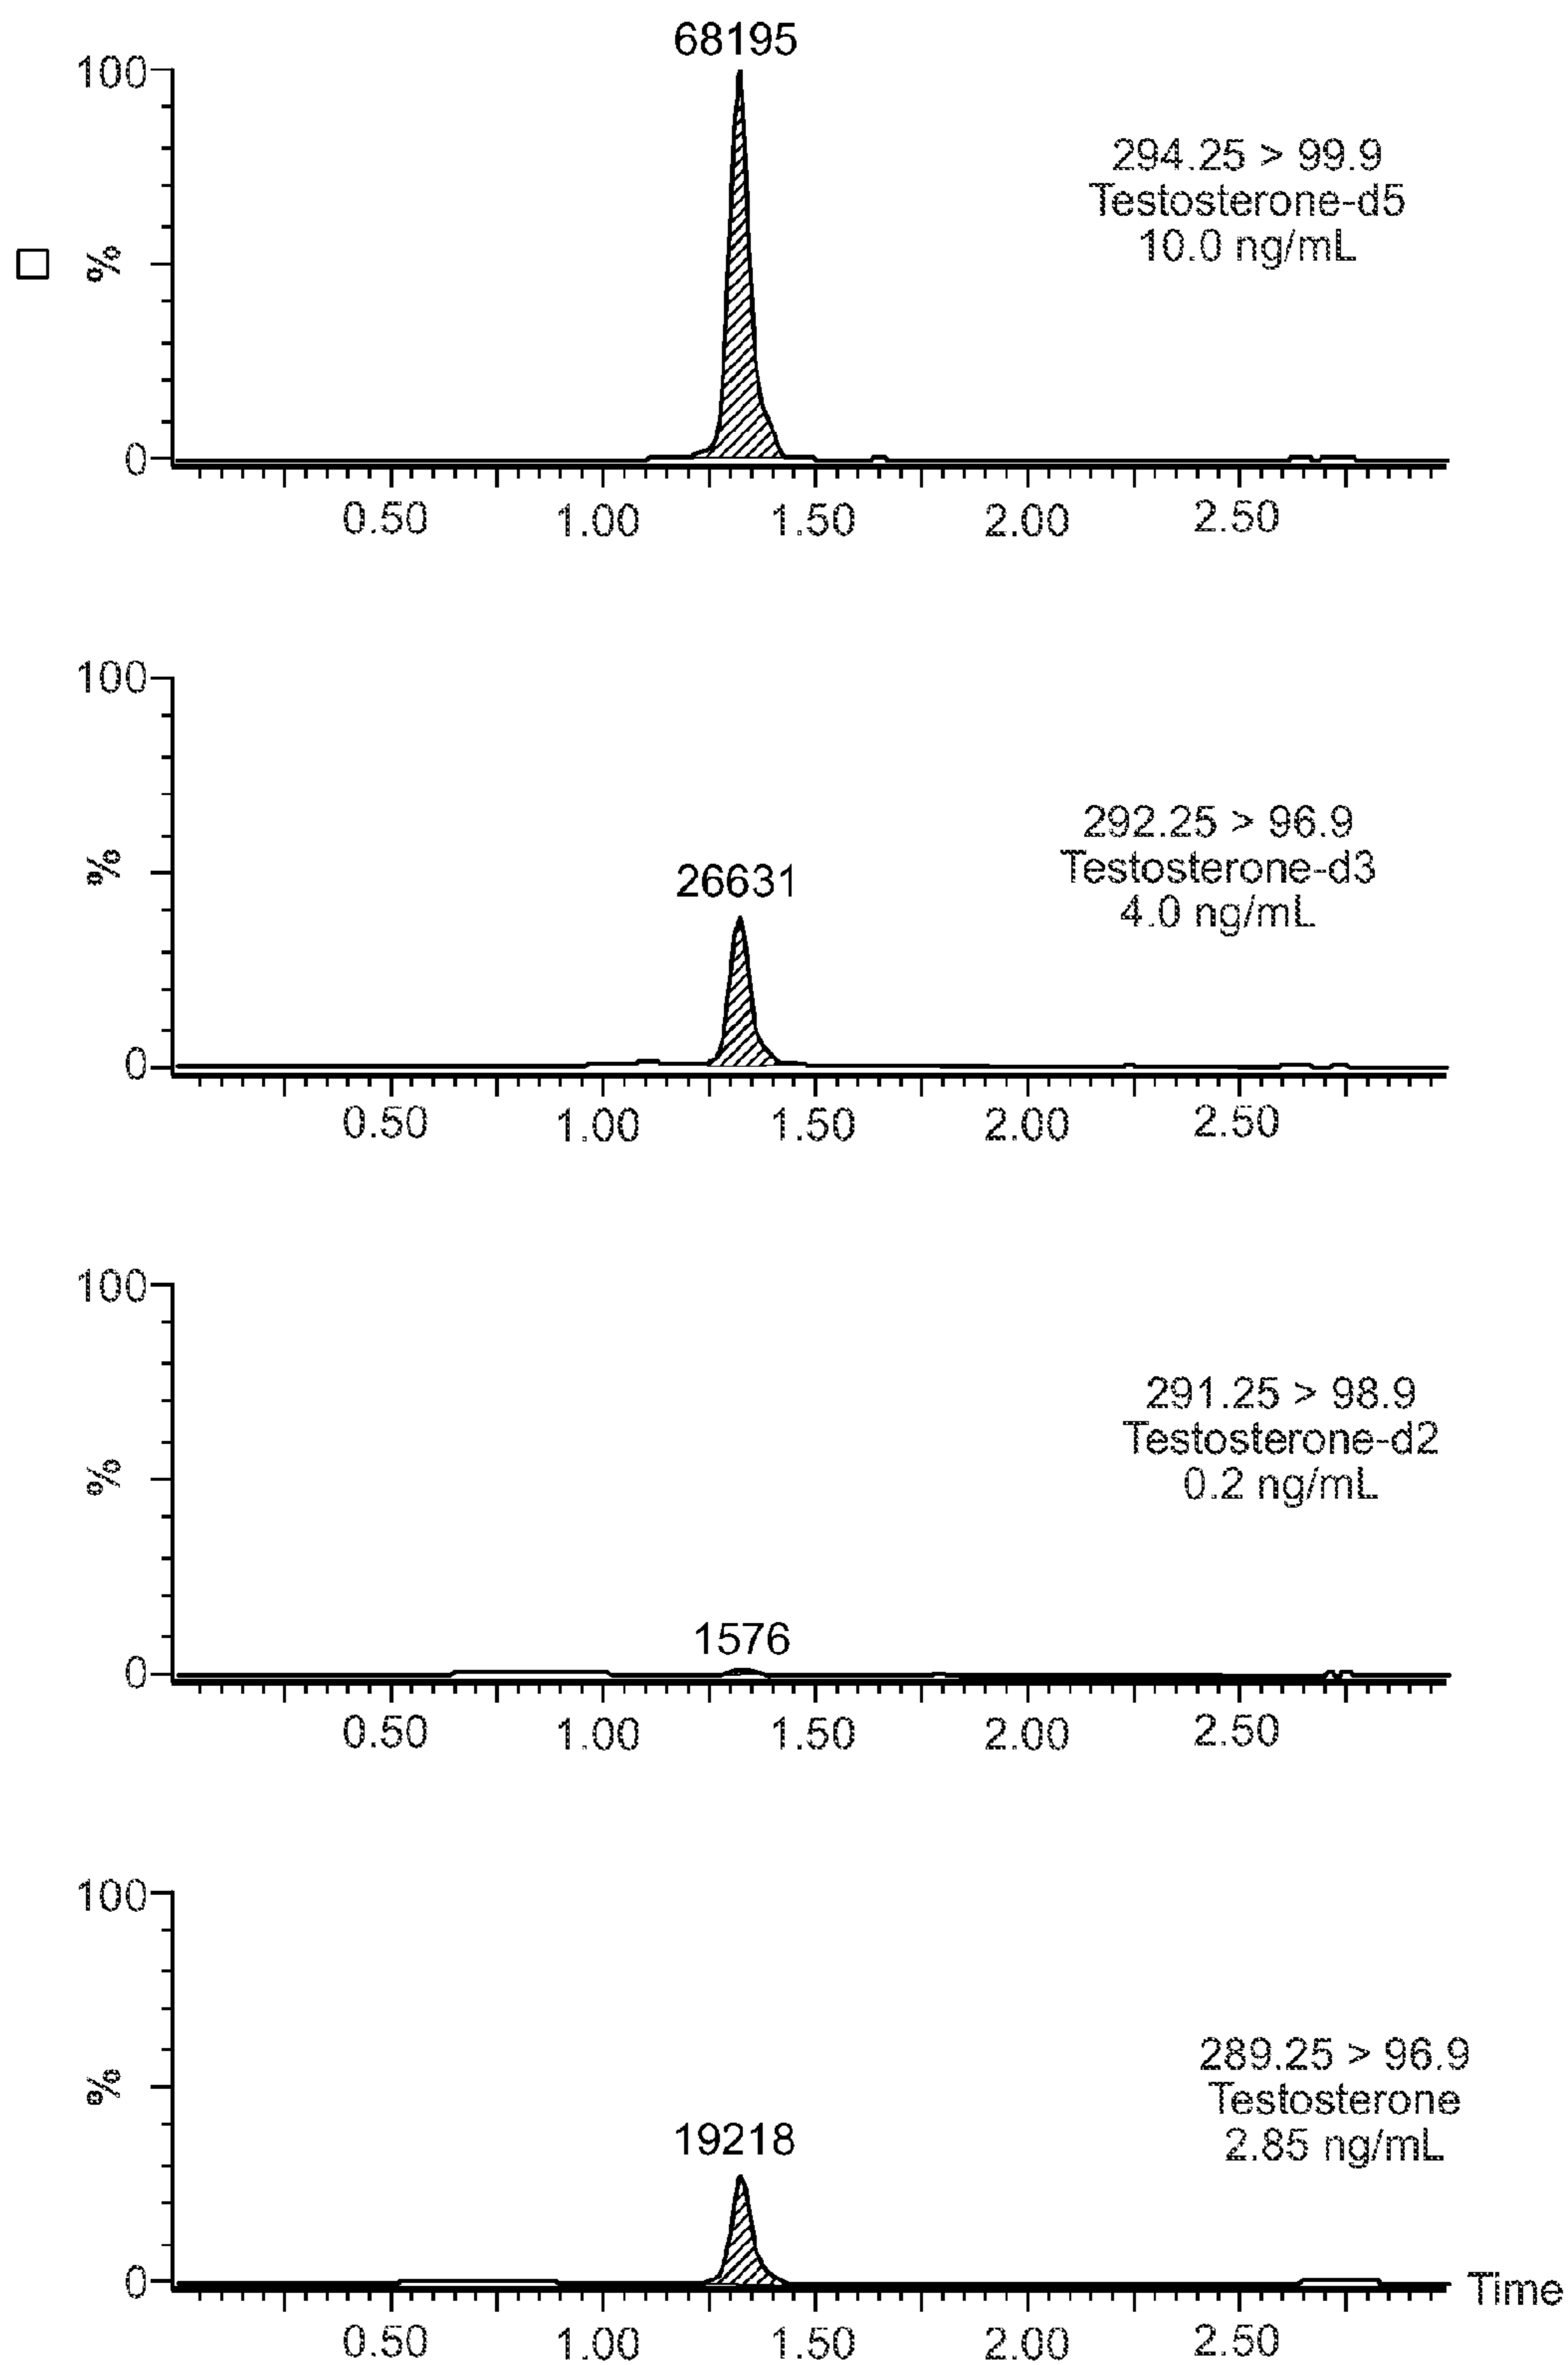 68195
100
294.25 > 99.9
Testosterone-d5
10.0 ng/mL
%
0
0.50 1.00 1.50 2.00 2.50
100
292.25 > 96.9
Testosterone-d3
4.0 ng/mL
%
26631
0
0.50 1.00 1.50 2.00 2.50
100
291.25 > 98.9
Testosterone-d2
0.2 ng/mL
%
1576
0
0.50 1.00 1.50 2.00 2.50
100
289.25 > 96.9
Testosterone
2.85 ng/mL
%
19218
0
Time
0.50 1.00 1.50 2.00 2.50